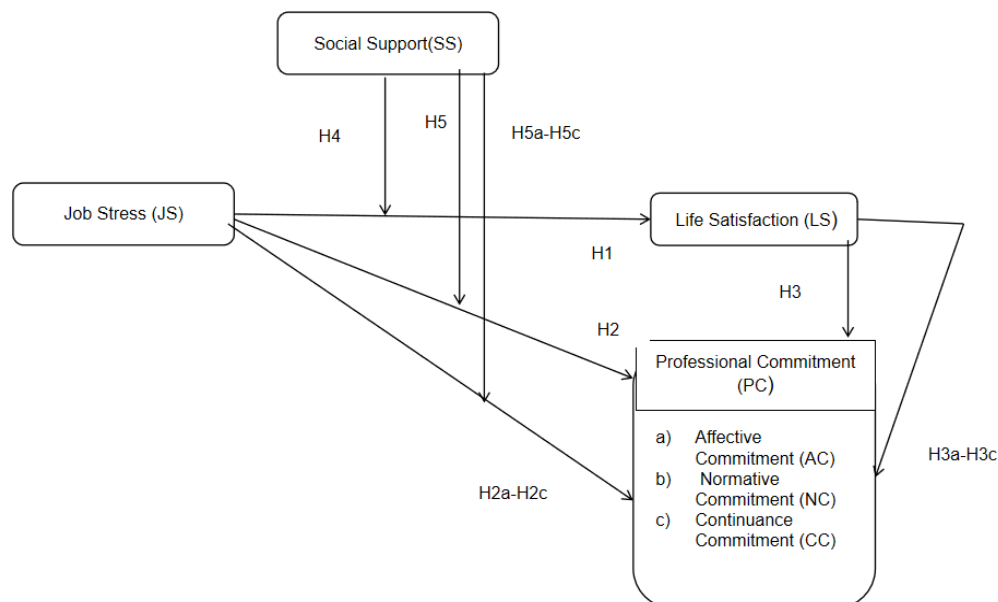 Social Support(SS)
H4
H5
H5a-H5c
Job Stress (JS)
Life Satisfaction (LS)
H1
H3
H2
Professional Commitment
(PC)
a) Affective
Commitment (AC)
b) Normative
Commitment (NC)
c) Continuance
Commitment (CC)
H3a-H3c
H2a-H2c